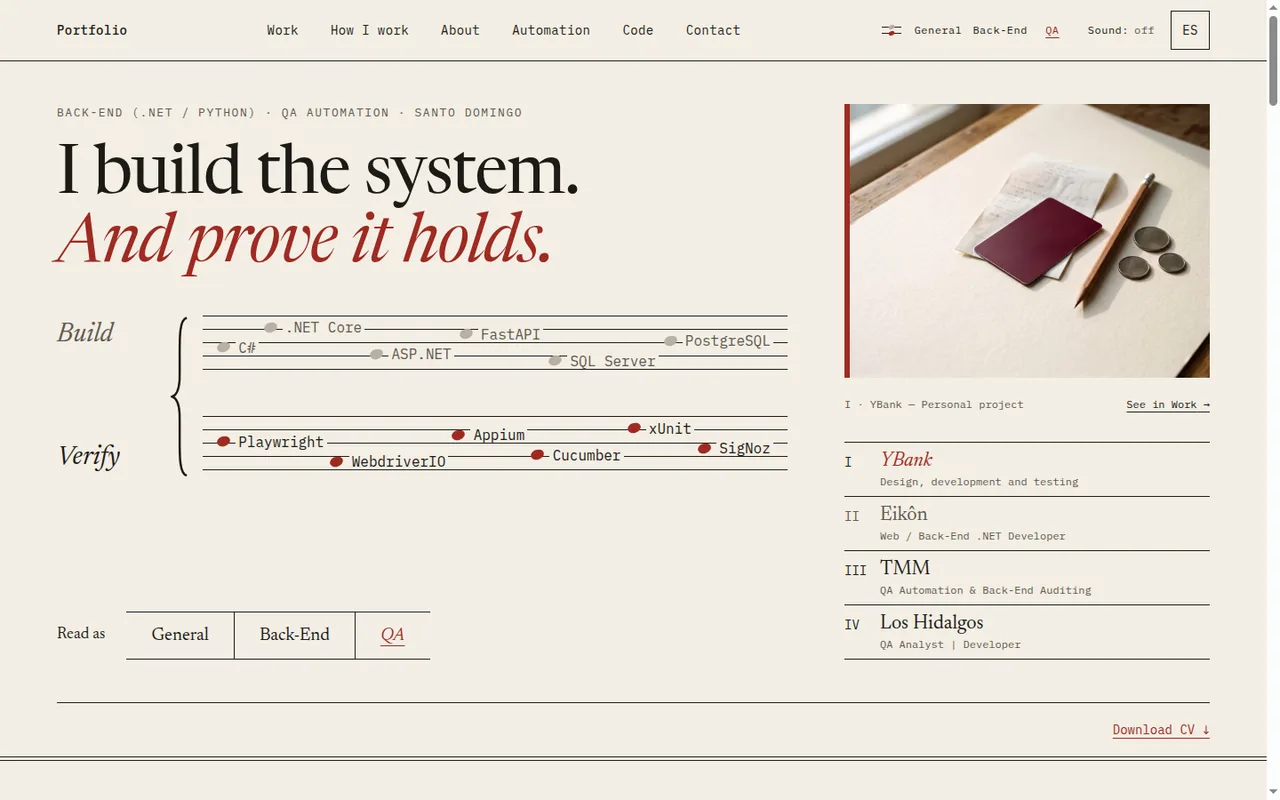 Portfolio
Work
How I work
About
Automation
Code
Contact
General
Back-End
QA
Sound: off
ES
BACK-END (.NET / PYTHON) · QA AUTOMATION · SANTO DOMINGO
I build the system.
And prove it holds.
Build
.NET Core
FastAPI
PostgreSQL
C#
ASP.NET
SQL Server
Verify
Playwright
Appium
xUnit
WebdriverIO
Cucumber
SigNoz
Read as
General
Back-End
QA
I · YBank — Personal project
See in Work →
I
YBank
Design, development and testing
II
Eikôn
Web / Back-End .NET Developer
III
TMM
QA Automation & Back-End Auditing
IV
Los Hidalgos
QA Analyst | Developer
Download CV ↓